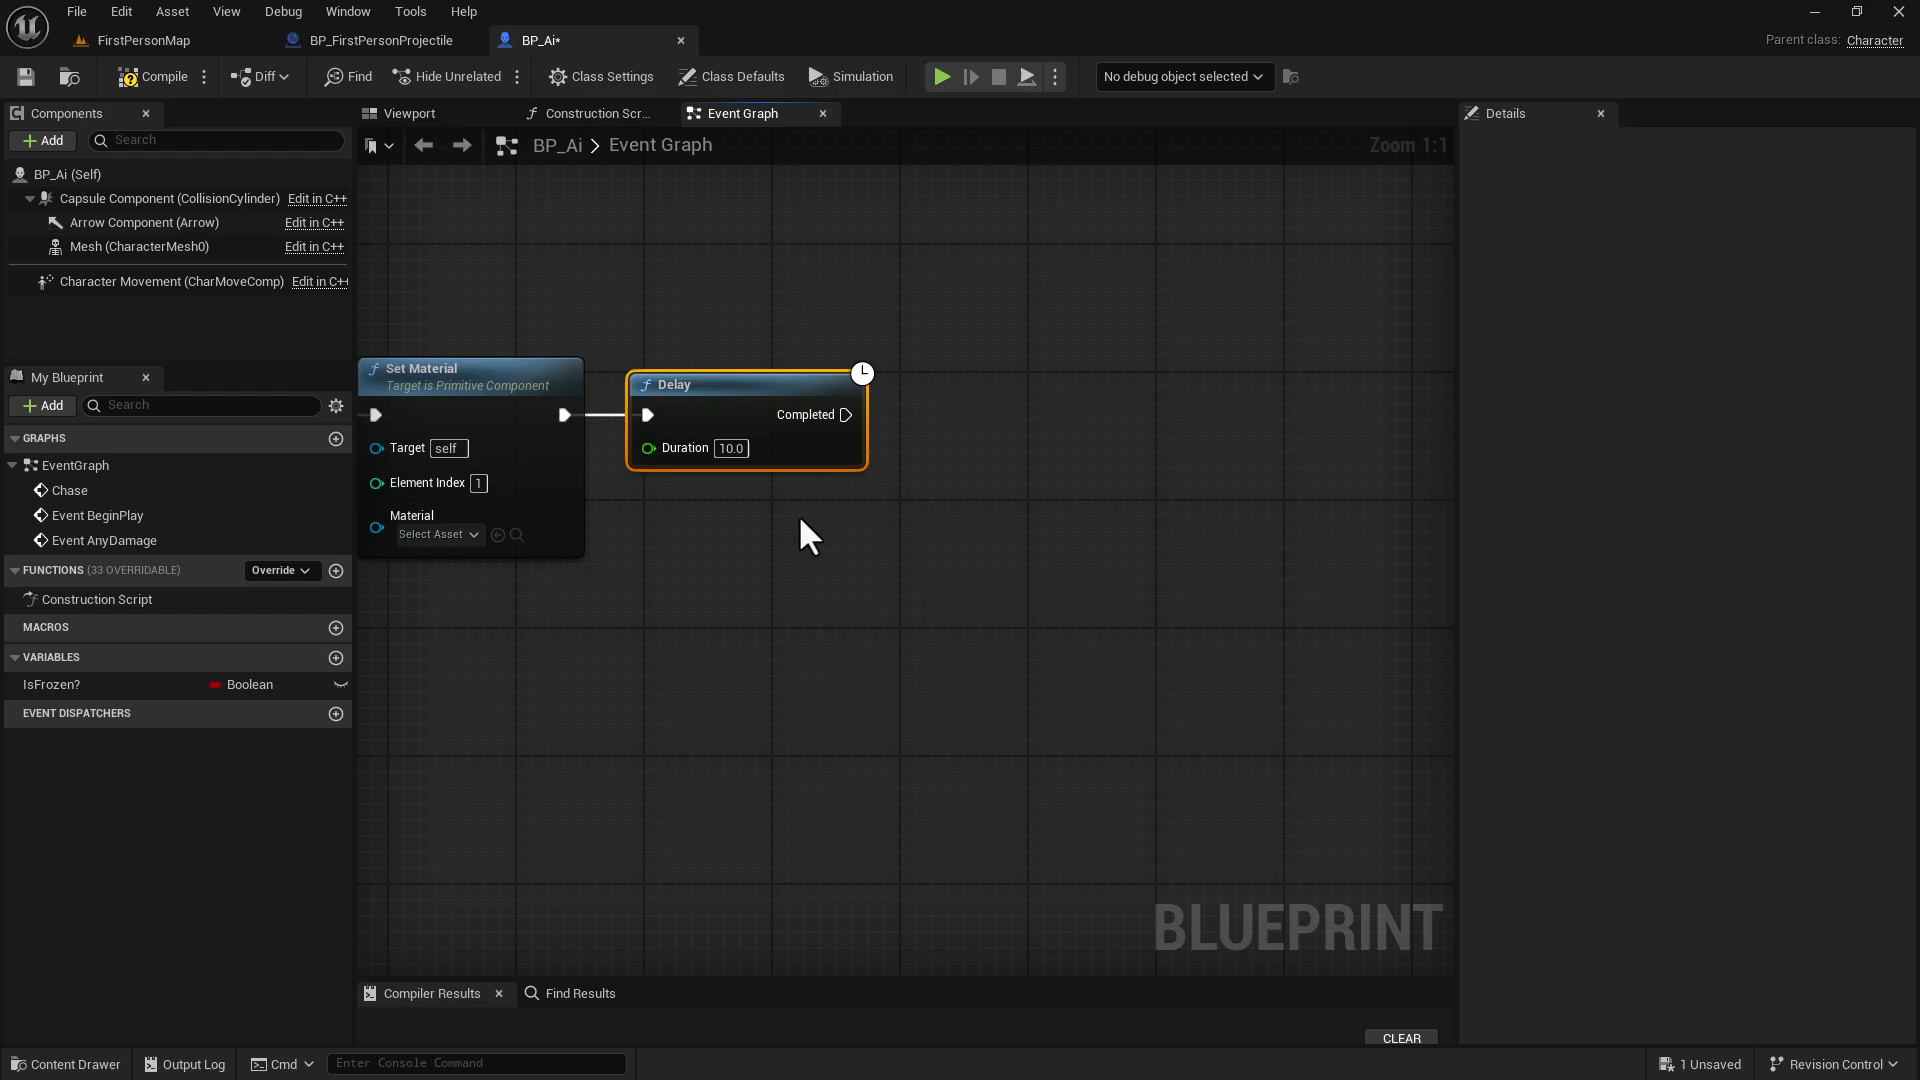 File Edit Asset View Debug Window Tools Help
FirstPersonMap BP_FirstPersonProjectile BP_Ai*
Parent class: Character
Compile Diff Find Hide Unrelated Class Settings Class Defaults Simulation No debug object selected
Components Viewport Construction Scr... Event Graph Details
Add Search
BP_Ai > Event Graph
Zoom 1:1
BP_Ai (Self)
Capsule Component (CollisionCylinder) Edit in C++
Arrow Component (Arrow) Edit in C++
Mesh (CharacterMesh0) Edit in C++
Character Movement (CharMoveComp) Edit in C++
My Blueprint
Add Search
GRAPHS
EventGraph
Chase
Event BeginPlay
Event AnyDamage
FUNCTIONS (33 OVERRIDABLE) Override
Construction Script
MACROS
VARIABLES
IsFrozen? Boolean
EVENT DISPATCHERS
Set Material
Target is Primitive Component
Target self
Element Index 1
Material
Select Asset
Delay
Completed
Duration 10.0
BLUEPRINT
Compiler Results Find Results
CLEAR
Content Drawer Output Log Cmd Enter Console Command 1 Unsaved Revision Control